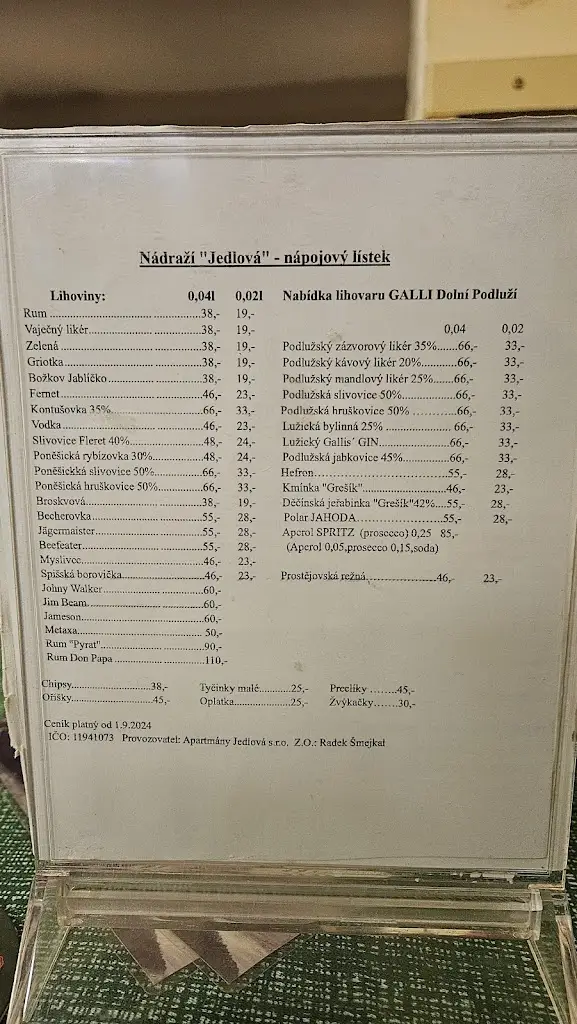 Nádraží "Jedlová" - nápojový lístek
Lihoviny: 0,04l 0,02l
Rum ........................................38,- 19,-
Vaječný likér............................38,- 19,-
Zelená .....................................38,- 19,-
Griotka ....................................38,- 19,-
Božkov Jablíčko......................38,- 19,-
Fernet ......................................46,- 23,-
Kontušovka 35%.....................66,- 33,-
Vodka ......................................46,- 23,-
Slivovice Fleret 40%...............48,- 24,-
Poněšická rybizovka 30%.......48,- 24,-
Poněšickká slivovice 50%.......66,- 33,-
Poněšická hruškovice 50%......66,- 33,-
Broskvová...............................38,- 19,-
Becherovka.............................55,- 28,-
Jägermaister............................55,- 28,-
Beefeater.................................55,- 28,-
Myslivec.................................46,- 23,-
Spišská borovička...................46,- 23,-
Johny Walker..........................60,-
Jim Beam................................60,-
Jameson..................................60,-
Metaxa....................................50,-
Rum "Pyrat"............................90,-
Rum Don Papa .......................110,-
Nabídka lihovaru GALLI Dolní Podluží
0,04 0,02
Podlužský zázvorový likér 35%......66,- 33,-
Podlužský kávový likér 20%........66,- 33,-
Podlužský mandlový likér 25%......66,- 33,-
Podlužská slivovice 50%..............66,- 33,-
Podlužská hruškovice 50% ...........66,- 33,-
Lužická bylinná 25% ...................66,- 33,-
Lužický Gallis´ GIN.....................66,- 33,-
Podlužská jabkovice 45%............66,- 33,-
Hefron.....................................55,- 28,-
Kmínka "Grešík".........................46,- 23,-
Děčínská jeřabinka "Grešík"42%....55,- 28,-
Polar JAHODA..........................55,- 28,-
Aperol SPRITZ (prosecco) 0,25 85,-
(Aperol 0,05,prosecco 0,15,soda)
Prostějovská režná......................46,- 23,-
Chipsy......................38,- Tyčinky malé............25,- Preclíky .......45,-
Oříšky......................45,- Oplatka.....................25,- Žvýkačky......30,-
Ceník platný od 1.9.2024
IČO: 11941073 Provozovatel: Apartmány Jedlová s.r.o. Z.O.: Radek Šmejkal